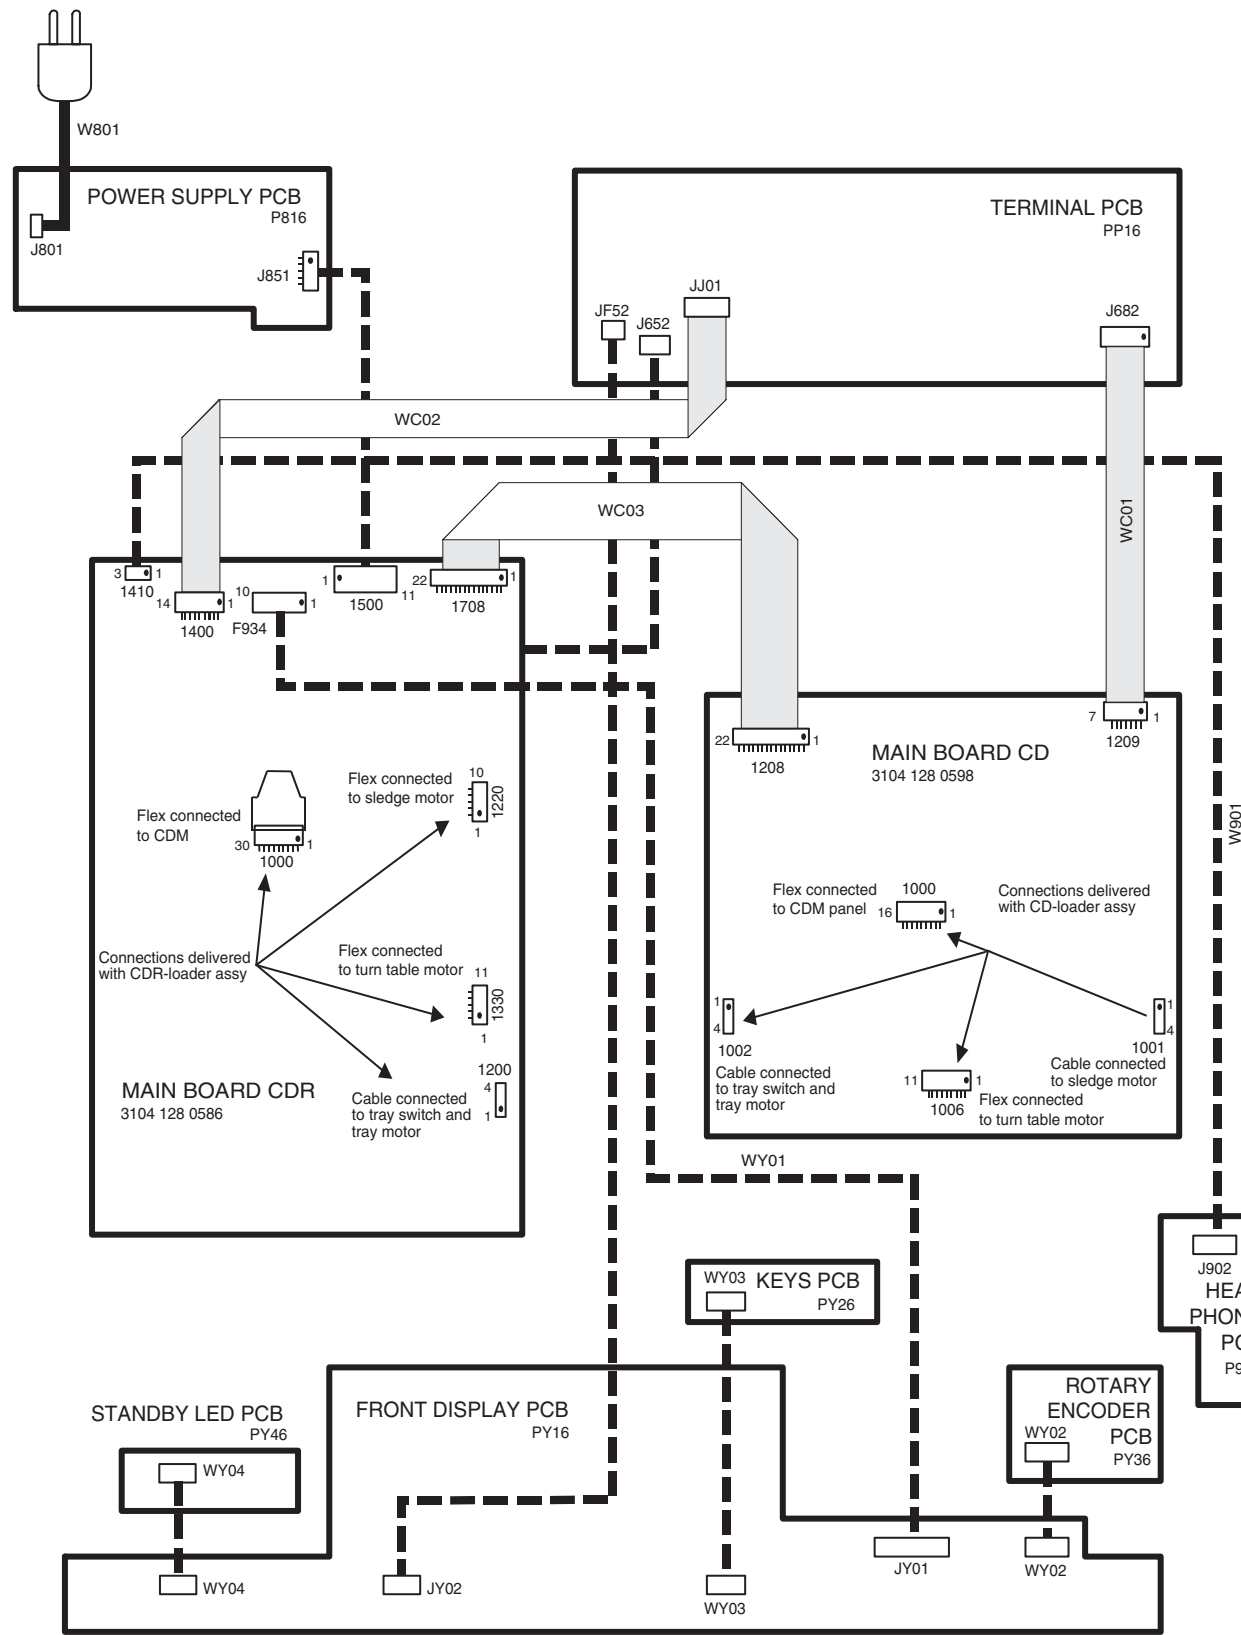 W801
POWER SUPPLY PCB
P816
J801
J851
TERMINAL PCB
PP16
JJ01
JF52
J652
J682
WC02
WC03
WC01
W901
3
1
1410
14
1
1400
10
1
F934
1
11
1500
22
1
1708
22
1
1208
7
1
1209
MAIN BOARD CD
3104 128 0598
Flex connected
to sledge motor
10
1220
1
Flex connected
to CDM
30
1
1000
Connections delivered
with CDR-loader assy
Flex connected
to turn table motor
11
1330
1
MAIN BOARD CDR
3104 128 0586
1200
4
1
Cable connected
to tray switch and
tray motor
Flex connected
to CDM panel
1000
16
1
Connections delivered
with CD-loader assy
1
4
1002
Cable connected
to tray switch and
tray motor
1
4
1001
Cable connected
to sledge motor
11
1
1006
Flex connected
to turn table motor
WY01
J902
HEA
PHON
PC
P9
WY03
KEYS PCB
PY26
STANDBY LED PCB
PY46
WY04
FRONT DISPLAY PCB
PY16
ROTARY
ENCODER
PCB
WY02
PY36
WY04
JY02
WY03
JY01
WY02